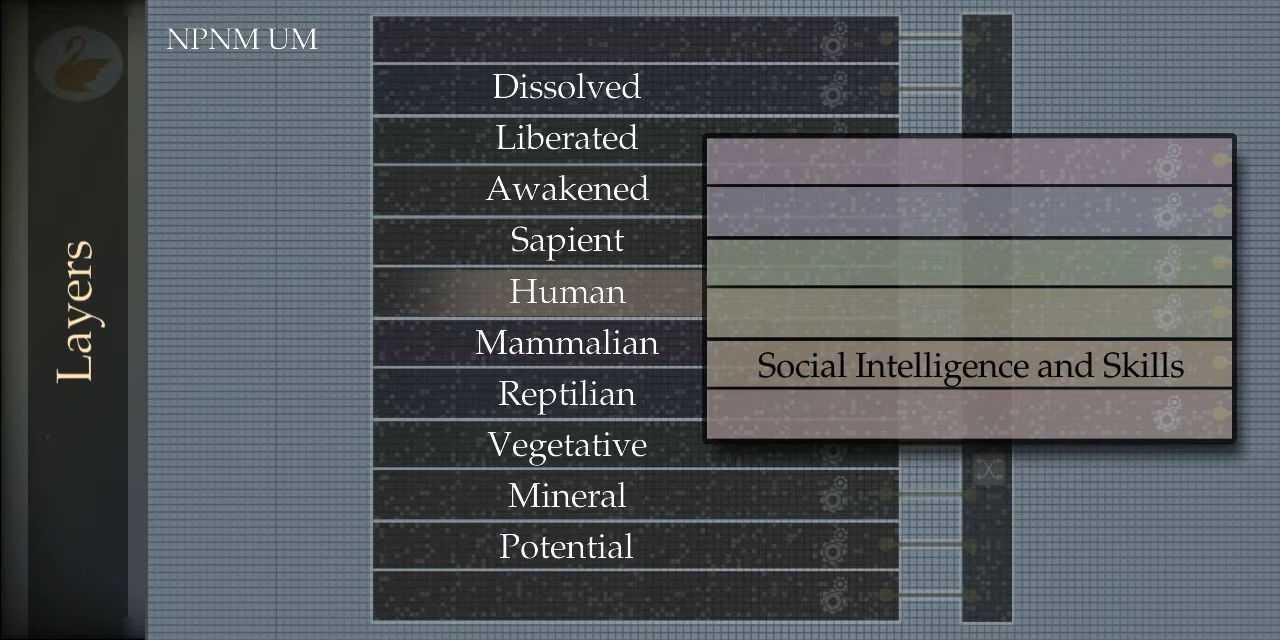 NPNM UM
Layers
Dissolved
Liberated
Awakened
Sapient
Human
Mammalian
Reptilian
Vegetative
Mineral
Potential
Social Intelligence and Skills